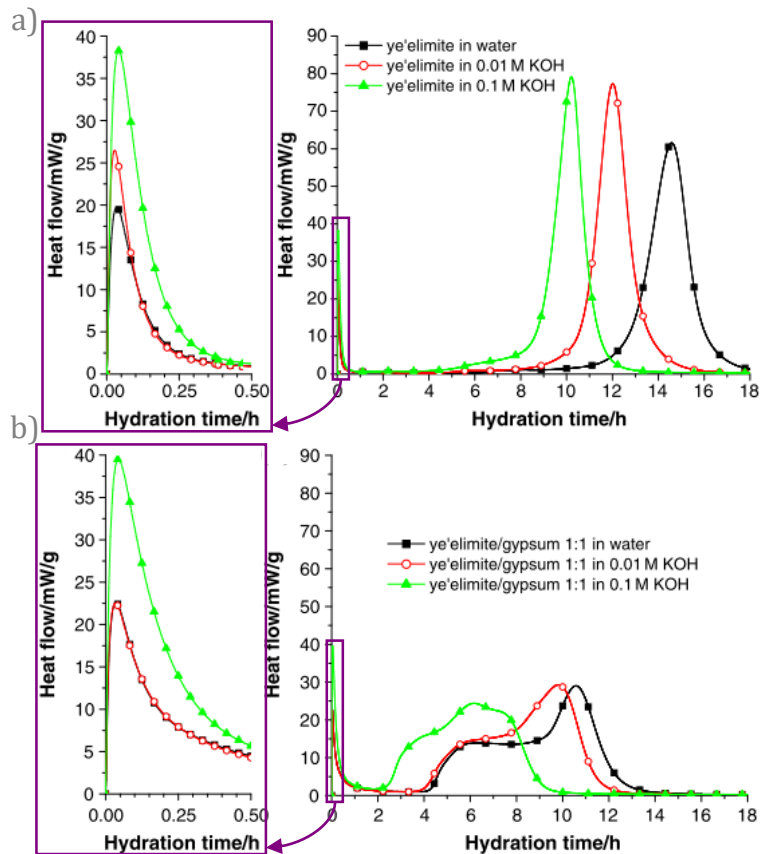 a)
Heat flow/mW/g
40
35
30
25
20
15
10
5
0
0.00 0.25 0.50
Hydration time/h
Heat flow/mW/g
90
80
70
60
50
40
30
20
10
0
0 2 4 6 8 10 12 14 16 18
Hydration time/h
ye'elimite in water
ye'elimite in 0.01 M KOH
ye'elimite in 0.1 M KOH
b)
Heat flow/mW/g
40
35
30
25
20
15
10
5
0
0.00 0.25 0.50
Hydration time/h
Heat flow/mW/g
90
80
70
60
50
40
30
20
10
0
0 2 4 6 8 10 12 14 16 18
Hydration time/h
ye'elimite/gypsum 1:1 in water
ye'elimite/gypsum 1:1 in 0.01 M KOH
ye'elimite/gypsum 1:1 in 0.1 M KOH